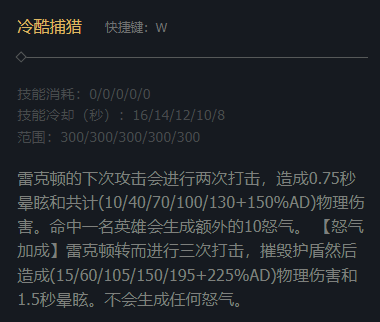 冷酷捕猎 快捷键：W
技能消耗：0/0/0/0/0
技能冷却（秒）：16/14/12/10/8
范围：300/300/300/300/300
雷克顿的下次攻击会进行两次打击，造成0.75秒
晕眩和共计(10/40/70/100/130+150%AD)物理伤
害。命中一名英雄会生成额外的10怒气。 【怒气
加成】雷克顿转而进行三次打击，摧毁护盾然后
造成(15/60/105/150/195+225%AD)物理伤害和
1.5秒晕眩。不会生成任何怒气。